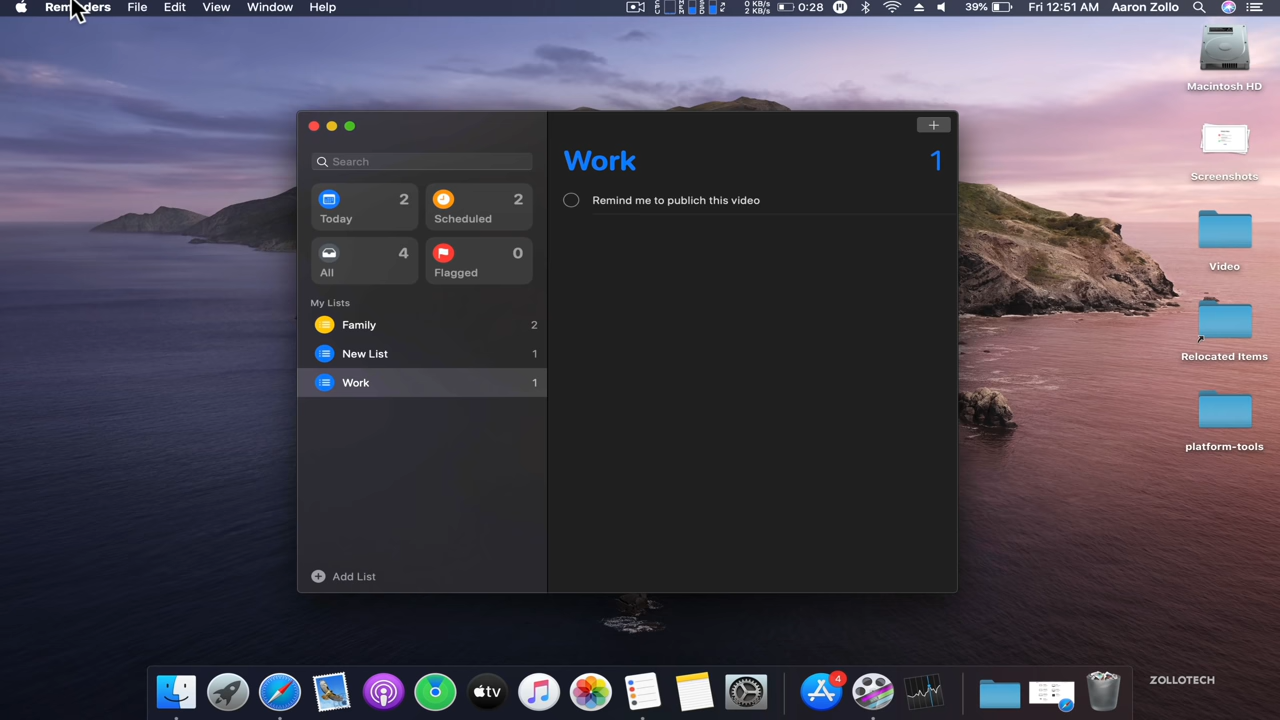 Reminders File Edit View Window Help
0 KB/s
2 KB/s
0:28 39% Fri 12:51 AM Aaron Zollo
Macintosh HD
Screenshots
Video
Relocated Items
platform-tools
Search
Today 2
Scheduled 2
All 4
Flagged 0
My Lists
Family 2
New List 1
Work 1
Add List
+
Work 1
Remind me to publish this video
tv
4
ZOLLOTECH